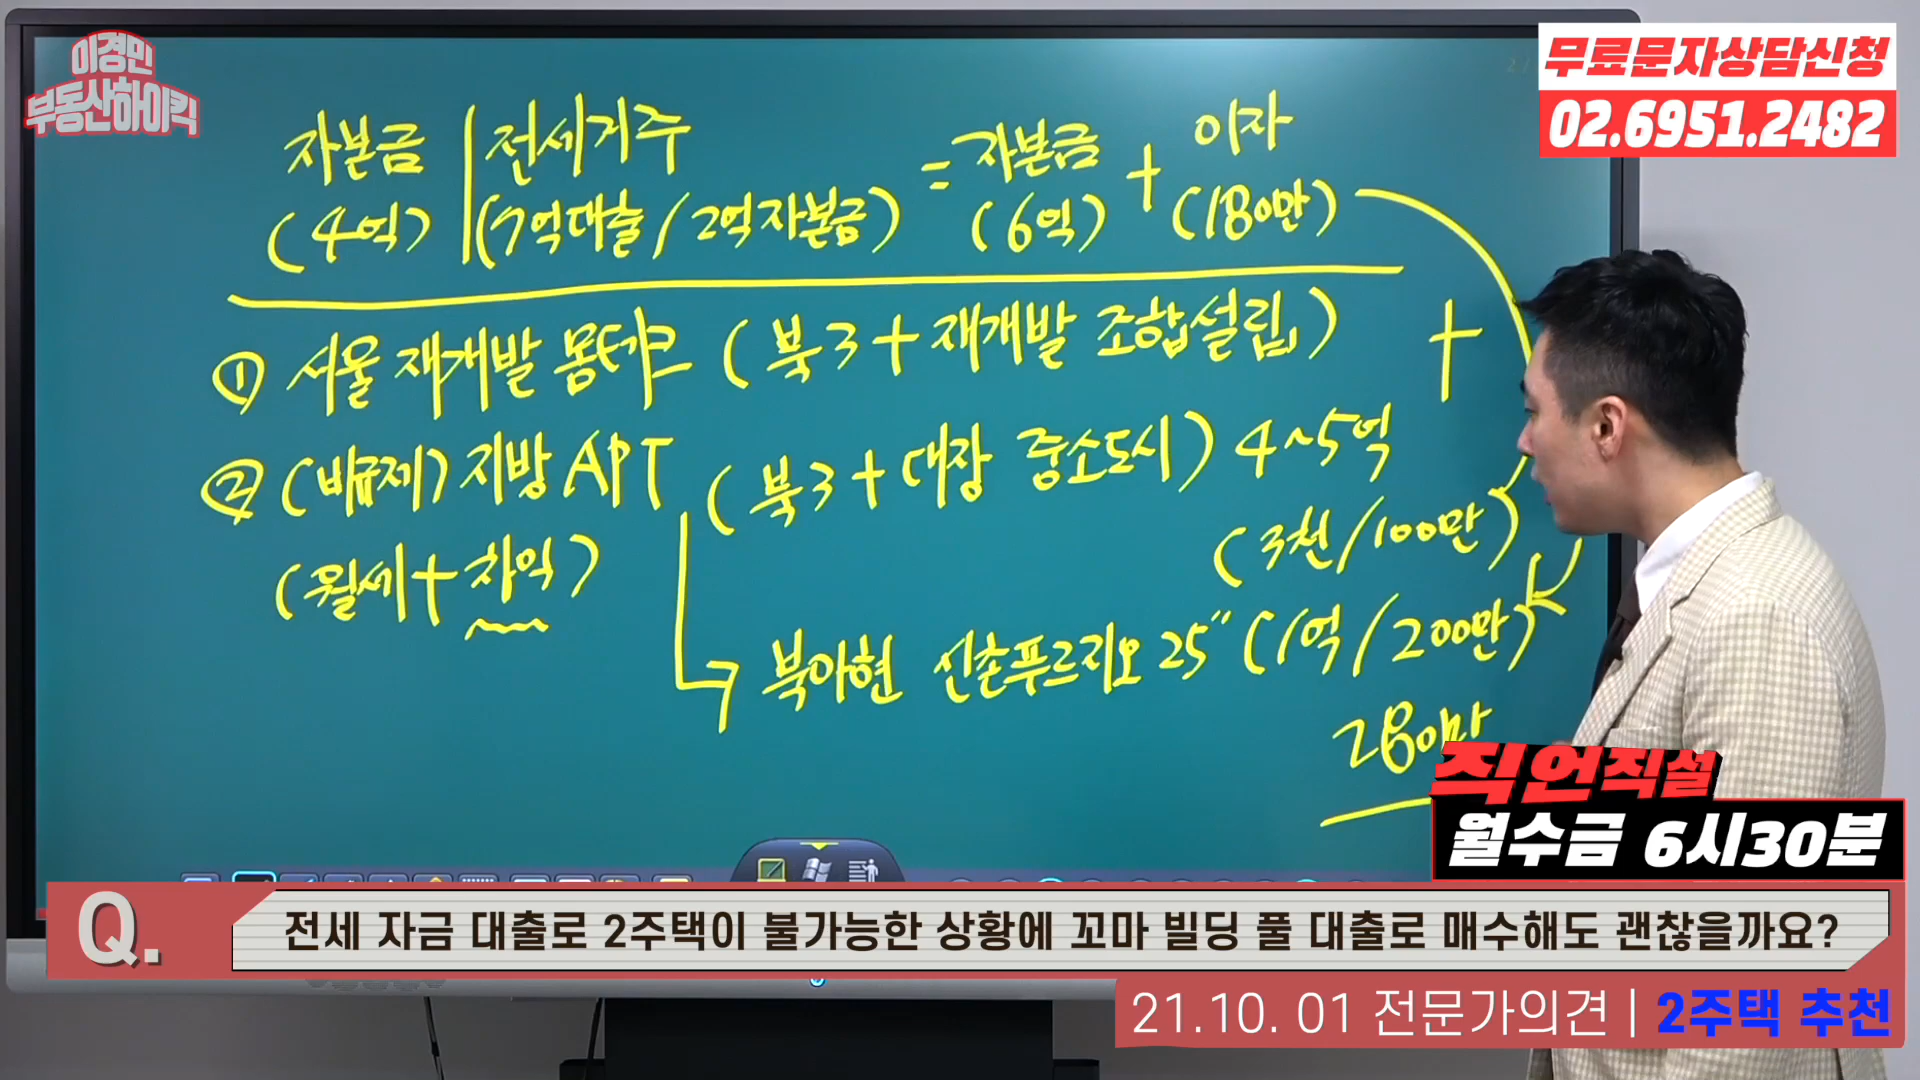 이경민
부동산하이킥
무료문자상담신청
02.6951.2482
자본금 | 전세거주 = 자본금 + 이자
(4억) (7억대출/2억자본금) (6억) (180만)
① 서울 재개발 몸테크 (북3+재개발 조합설립) +
② (비규제) 지방 APT (북3+대장 중소도시) 4~5억
(월세+차익) (3천/100만)
북아현 신촌푸르지오 25" (1억/200만)
280만
직언직설
월수금 6시30분
Q. 전세 자금 대출로 2주택이 불가능한 상황에 꼬마 빌딩 풀 대출로 매수해도 괜찮을까요?
21.10. 01 전문가의견 | 2주택 추천